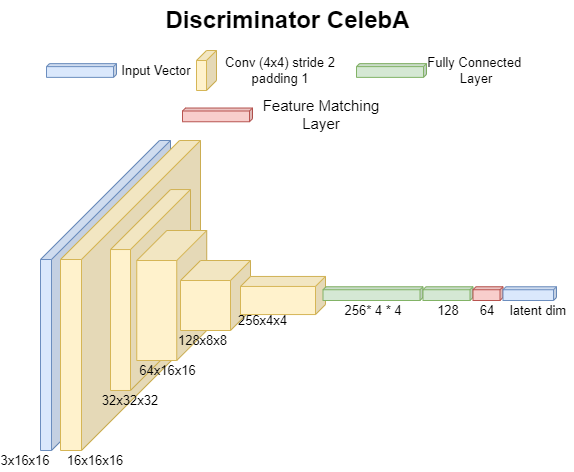 Discriminator CelebA
Input Vector
Conv (4x4) stride 2
padding 1
Fully Connected
Layer
Feature Matching
Layer
256* 4 * 4
128
64
latent dim
256x4x4
128x8x8
64x16x16
32x32x32
3x16x16
16x16x16